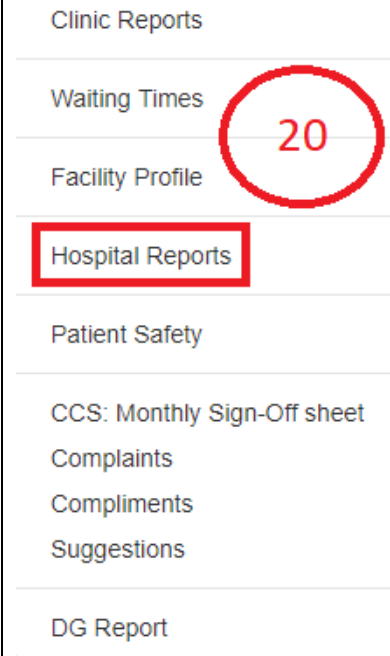 Clinic Reports
Waiting Times
20
Facility Profile
Hospital Reports
Patient Safety
CCS: Monthly Sign-Off sheet
Complaints
Compliments
Suggestions
DG Report